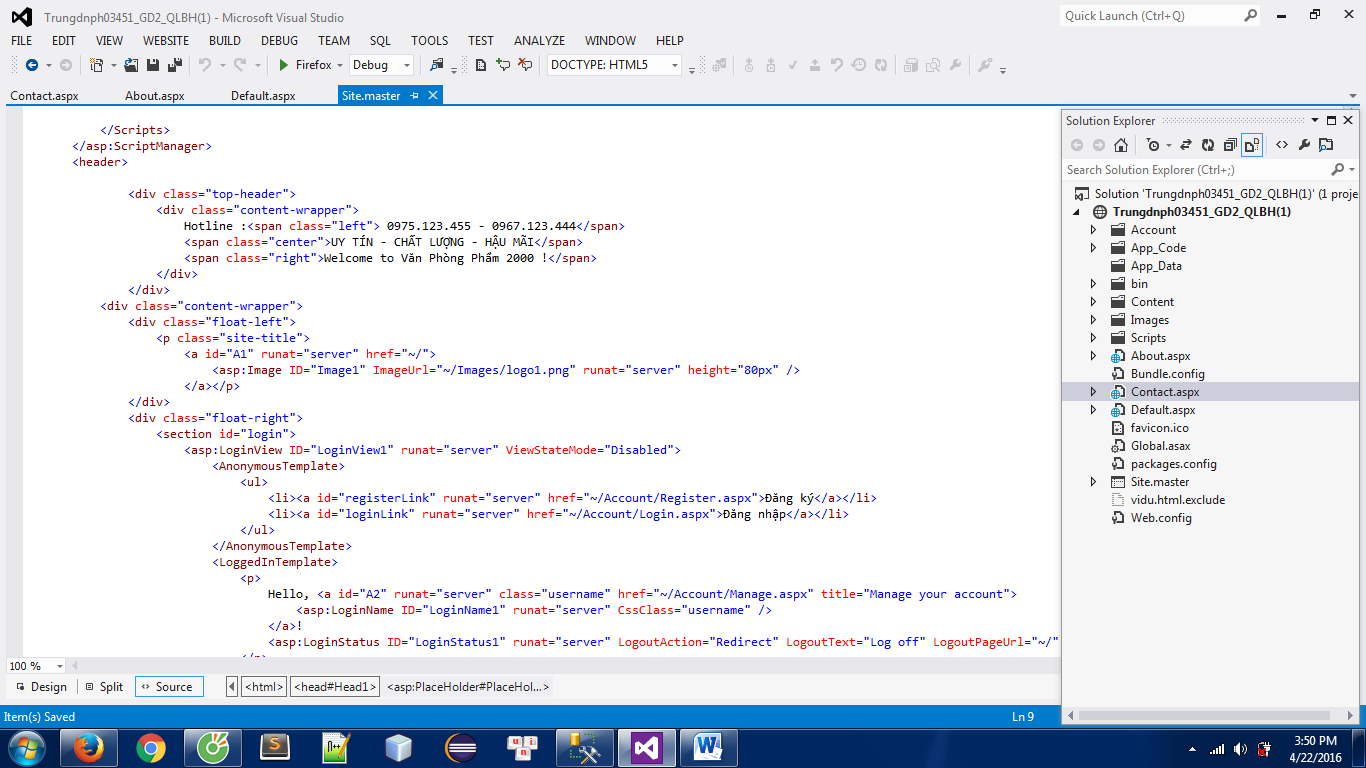 Trungdnph03451_GD2_QLBH(1) - Microsoft Visual Studio
Quick Launch (Ctrl+Q)
FILE EDIT VIEW WEBSITE BUILD DEBUG TEAM SQL TOOLS TEST ANALYZE WINDOW HELP
Firefox Debug DOCTYPE: HTML5
Contact.aspx About.aspx Default.aspx Site.master
</Scripts>
</asp:ScriptManager>
<header>
<div class="top-header">
<div class="content-wrapper">
Hotline :<span class="left"> 0975.123.455 - 0967.123.444</span>
<span class="center">UY TÍN - CHẤT LƯỢNG - HẬU MÃI</span>
<span class="right">Welcome to Văn Phòng Phẩm 2000 !</span>
</div>
</div>
<div class="content-wrapper">
<div class="float-left">
<p class="site-title">
<a id="A1" runat="server" href="~/">
<asp:Image ID="Image1" ImageUrl="~/Images/logo1.png" runat="server" height="80px" />
</a></p>
</div>
<div class="float-right">
<section id="login">
<asp:LoginView ID="LoginView1" runat="server" ViewStateMode="Disabled">
<AnonymousTemplate>
<ul>
<li><a id="registerLink" runat="server" href="~/Account/Register.aspx">Đăng ký</a></li>
<li><a id="loginLink" runat="server" href="~/Account/Login.aspx">Đăng nhập</a></li>
</ul>
</AnonymousTemplate>
<LoggedInTemplate>
<p>
Hello, <a id="A2" runat="server" class="username" href="~/Account/Manage.aspx" title="Manage your account">
<asp:LoginName ID="LoginName1" runat="server" CssClass="username" />
</a>!
<asp:LoginStatus ID="LoginStatus1" runat="server" LogoutAction="Redirect" LogoutText="Log off" LogoutPageUrl="~/"
</p>
100 %
Design Split Source <html> <head#Head1> <asp:PlaceHolder#PlaceHol...>
Item(s) Saved Ln 9
Solution Explorer
Search Solution Explorer (Ctrl+;)
Solution 'Trungdnph03451_GD2_QLBH(1)' (1 proje
Trungdnph03451_GD2_QLBH(1)
Account
App_Code
App_Data
bin
Content
Images
Scripts
About.aspx
Bundle.config
Contact.aspx
Default.aspx
favicon.ico
Global.asax
packages.config
Site.master
vidu.html.exclude
Web.config
3:50 PM
4/22/2016